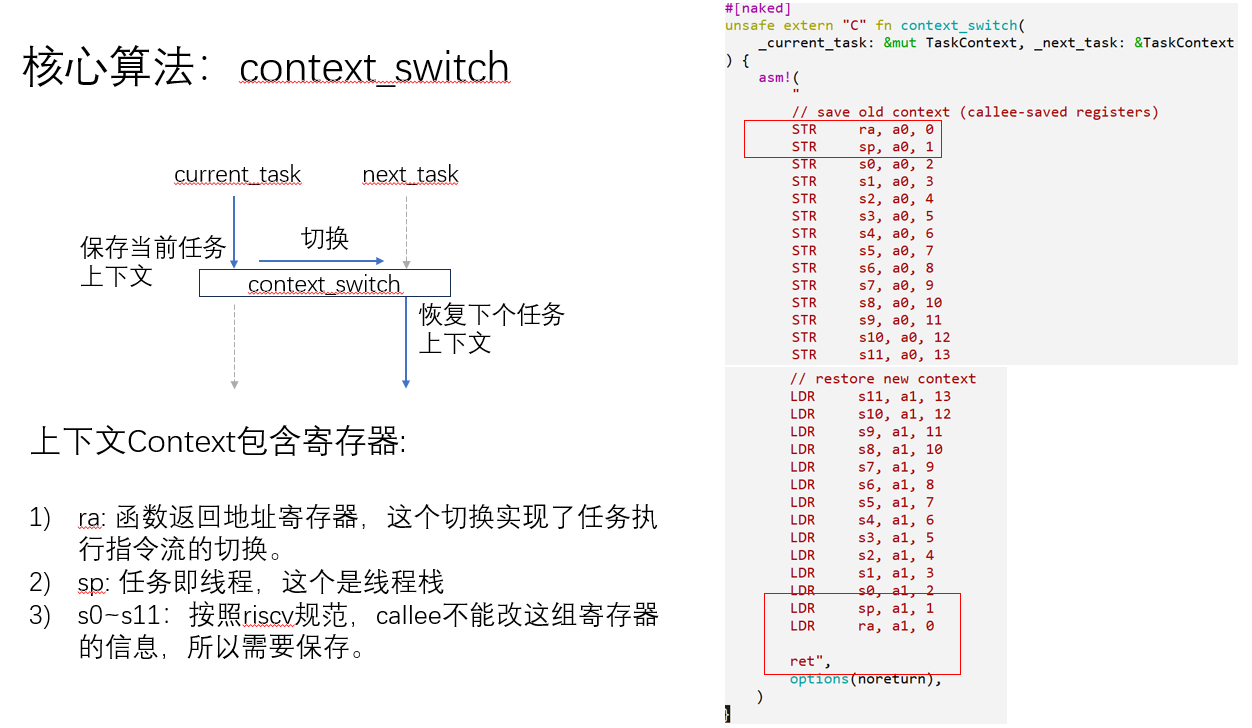 核心算法：context_switch
current_task
next_task
保存当前任务
上下文
切换
context_switch
恢复下个任务
上下文
上下文Context包含寄存器:
1) ra: 函数返回地址寄存器，这个切换实现了任务执
行指令流的切换。
2) sp: 任务即线程，这个是线程栈
3) s0~s11：按照riscv规范，callee不能改这组寄存器
的信息，所以需要保存。
#[naked]
unsafe extern "C" fn context_switch(
_current_task: &mut TaskContext, _next_task: &TaskContext
) {
asm!(
"
// save old context (callee-saved registers)
STR ra, a0, 0
STR sp, a0, 1
STR s0, a0, 2
STR s1, a0, 3
STR s2, a0, 4
STR s3, a0, 5
STR s4, a0, 6
STR s5, a0, 7
STR s6, a0, 8
STR s7, a0, 9
STR s8, a0, 10
STR s9, a0, 11
STR s10, a0, 12
STR s11, a0, 13
// restore new context
LDR s11, a1, 13
LDR s10, a1, 12
LDR s9, a1, 11
LDR s8, a1, 10
LDR s7, a1, 9
LDR s6, a1, 8
LDR s5, a1, 7
LDR s4, a1, 6
LDR s3, a1, 5
LDR s2, a1, 4
LDR s1, a1, 3
LDR s0, a1, 2
LDR sp, a1, 1
LDR ra, a1, 0
ret",
options(noreturn),
)
}